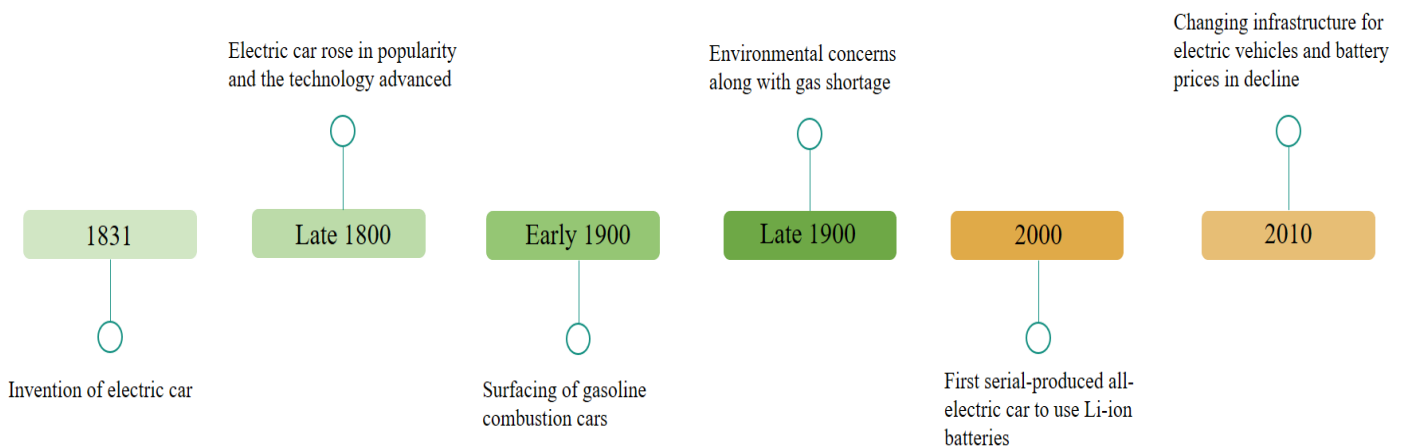 Electric car rose in popularity
and the technology advanced
Environmental concerns
along with gas shortage
Changing infrastructure for
electric vehicles and battery
prices in decline
1831
Late 1800
Early 1900
Late 1900
2000
2010
Invention of electric car
Surfacing of gasoline
combustion cars
First serial-produced all-
electric car to use Li-ion
batteries